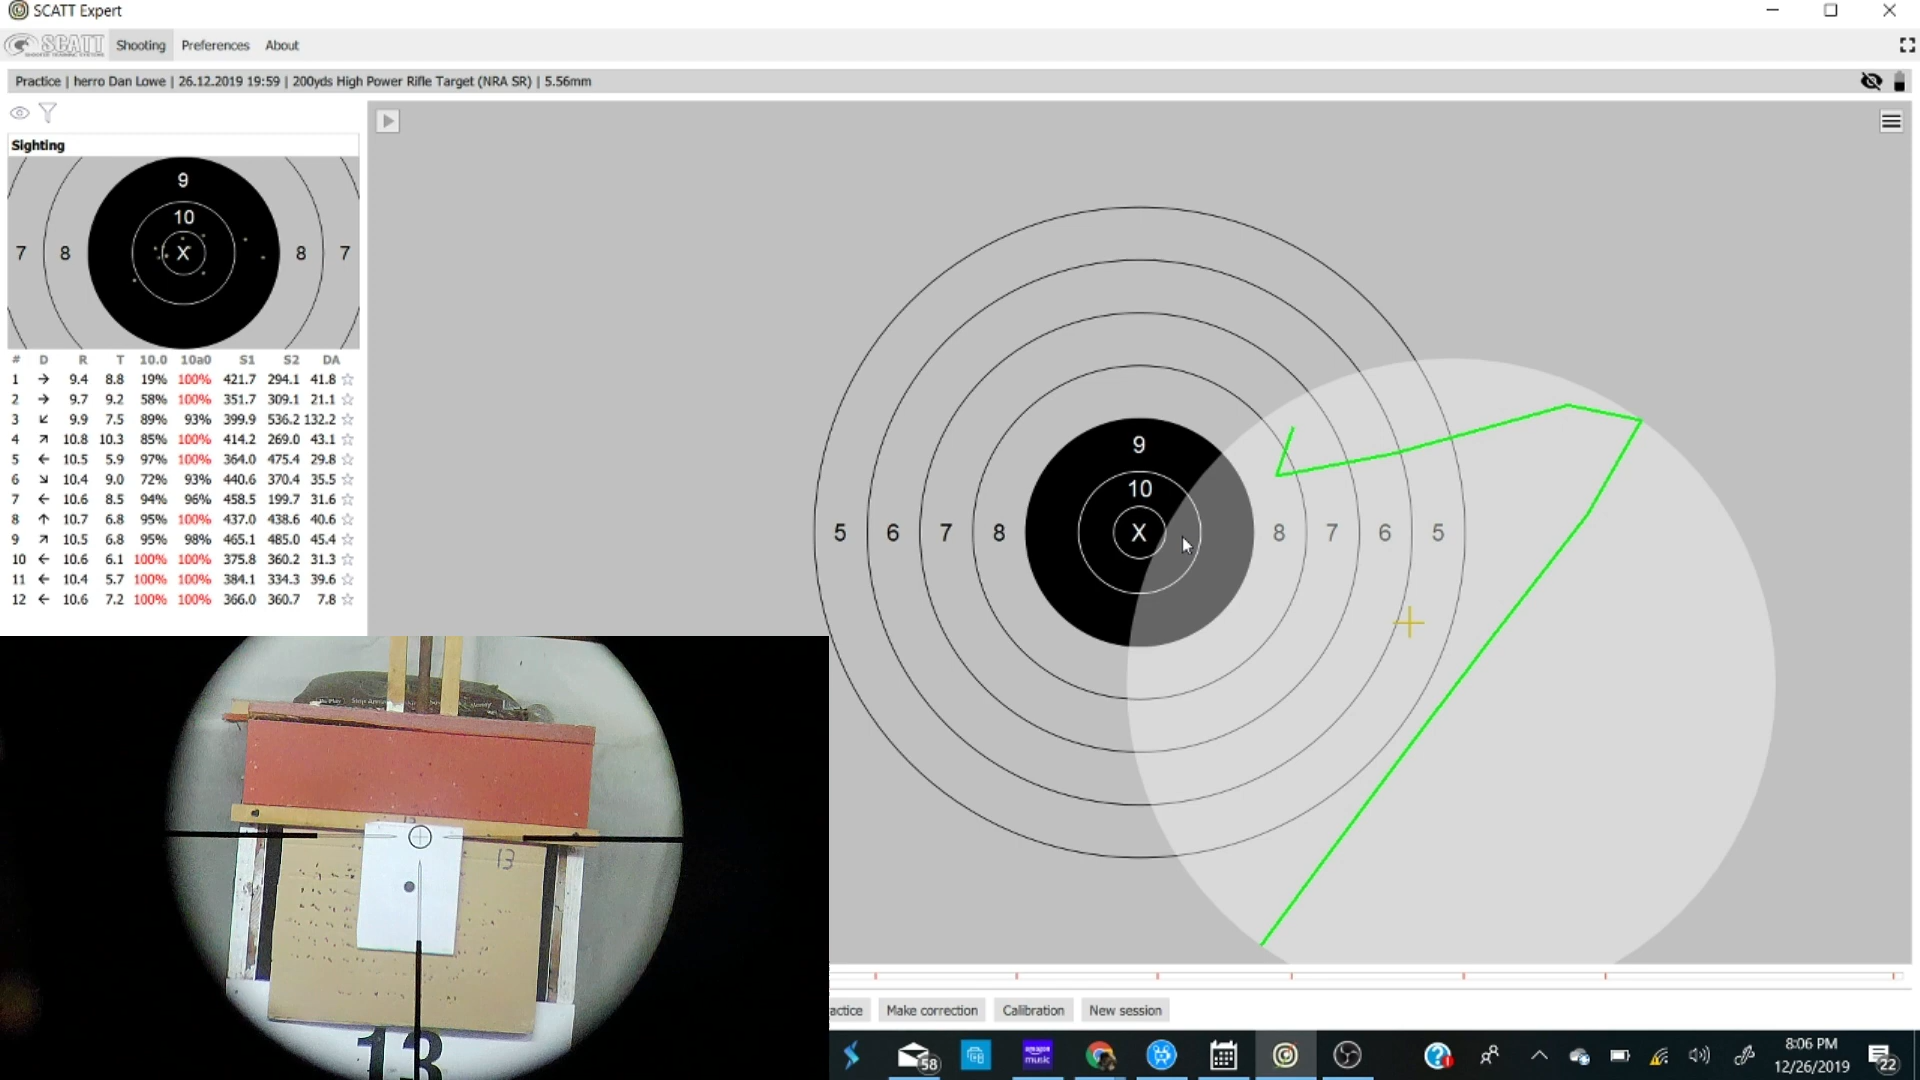 SCATT Expert
SCATT Shooting Preferences About
Practice | herro Dan Lowe | 26.12.2019 19:59 | 200yds High Power Rifle Target (NRA SR) | 5.56mm
Sighting
9
10
7 8 X 8 7
# D R T 10.0 10a0 S1 S2 DA
1 → 9.4 8.8 19% 100% 421.7 294.1 41.8 ☆
2 → 9.7 9.2 58% 100% 351.7 309.1 21.1 ☆
3 ↙ 9.9 7.5 89% 93% 399.9 536.2 132.2 ☆
4 ↗ 10.8 10.3 85% 100% 414.2 269.0 43.1 ☆
5 ← 10.5 5.9 97% 100% 364.0 475.4 29.8 ☆
6 ↘ 10.4 9.0 72% 93% 440.6 370.4 35.5 ☆
7 ← 10.6 8.5 94% 96% 458.5 199.7 31.6 ☆
8 ↑ 10.7 6.8 95% 100% 437.0 438.6 40.6 ☆
9 ↗ 10.5 6.8 95% 98% 465.1 485.0 45.4 ☆
10 ← 10.6 6.1 100% 100% 375.8 360.2 31.3 ☆
11 ← 10.4 5.7 100% 100% 384.1 334.3 39.6 ☆
12 ← 10.6 7.2 100% 100% 366.0 360.7 7.8 ☆
9
10
5 6 7 8 X 8 7 6 5
13
13
13
actice Make correction Calibration New session
58
amazon music
8:06 PM
12/26/2019
22